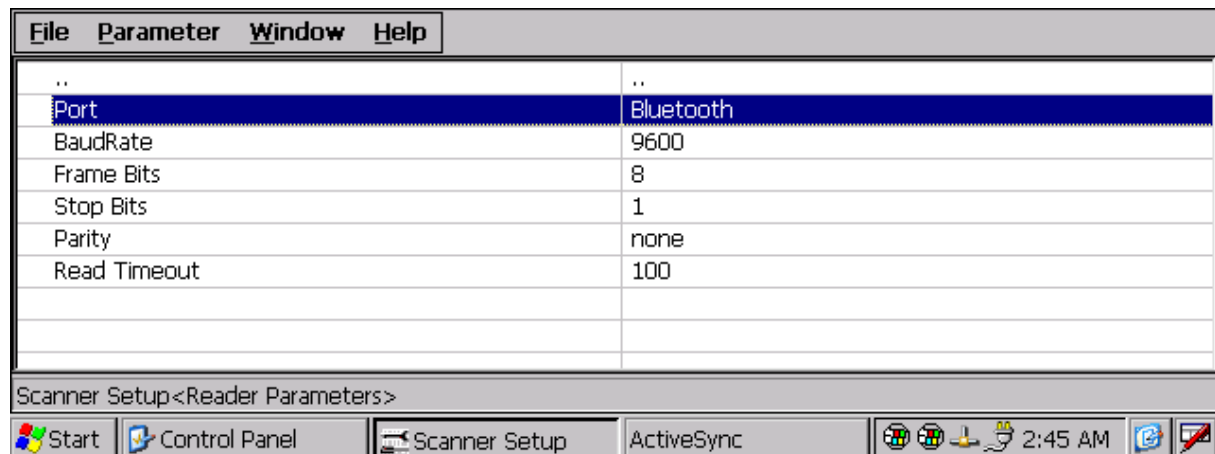 File Parameter Window Help
.. ..
Port Bluetooth
BaudRate 9600
Frame Bits 8
Stop Bits 1
Parity none
Read Timeout 100
Scanner Setup<Reader Parameters>
Start Control Panel Scanner Setup ActiveSync 2:45 AM